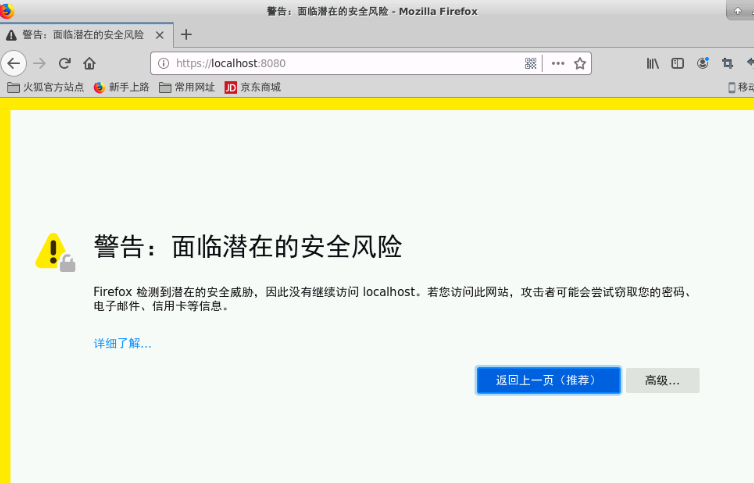 警告：面临潜在的安全风险 - Mozilla Firefox
警告：面临潜在的安全风险
https://localhost:8080
火狐官方站点 新手上路 常用网址 JD 京东商城
警告：面临潜在的安全风险
Firefox 检测到潜在的安全威胁，因此没有继续访问 localhost。若您访问此网站，攻击者可能会尝试窃取您的密码、
电子邮件、信用卡等信息。
详细了解…
返回上一页（推荐） 高级…